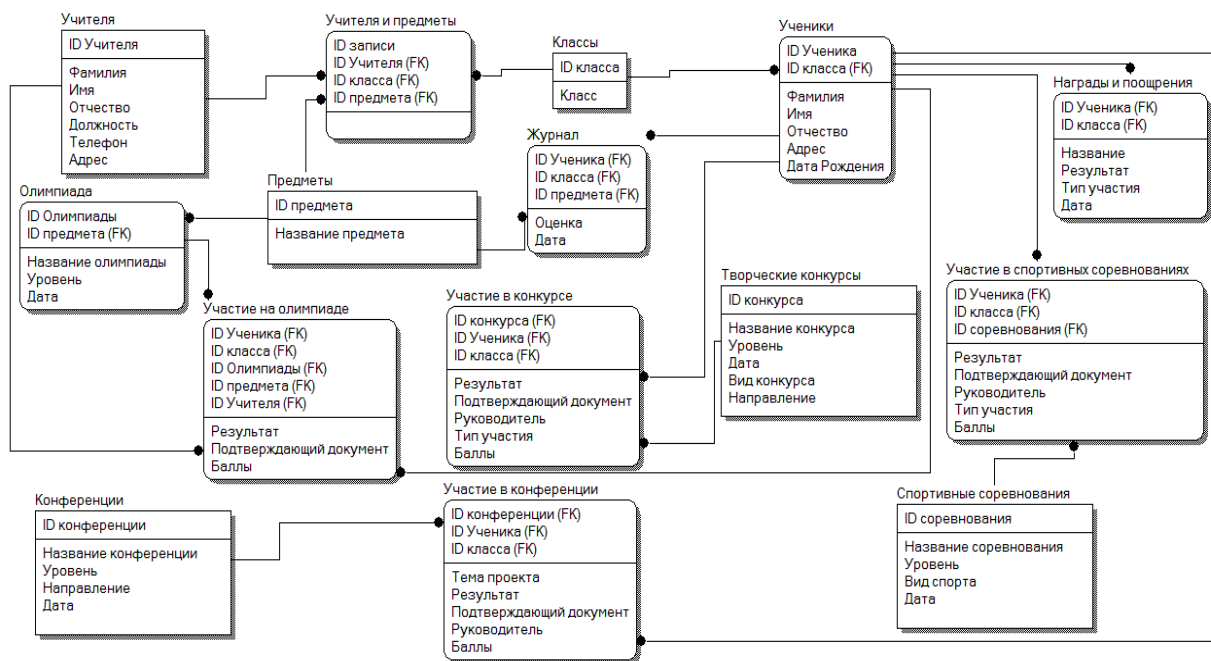 Учителя
ID Учителя
Фамилия
Имя
Отчество
Должность
Телефон
Адрес
Учителя и предметы
ID записи
ID Учителя (FK)
ID класса (FK)
ID предмета (FK)
Классы
ID класса
Класс
Ученики
ID Ученика
ID класса (FK)
Фамилия
Имя
Отчество
Адрес
Дата Рождения
Награды и поощрения
ID Ученика (FK)
ID класса (FK)
Название
Результат
Тип участия
Дата
Журнал
ID Ученика (FK)
ID класса (FK)
ID предмета (FK)
Оценка
Дата
Олимпиада
ID Олимпиады
ID предмета (FK)
Название олимпиады
Уровень
Дата
Предметы
ID предмета
Название предмета
Участие на олимпиаде
ID Ученика (FK)
ID класса (FK)
ID Олимпиады (FK)
ID предмета (FK)
ID Учителя (FK)
Результат
Подтверждающий документ
Баллы
Участие в конкурсе
ID конкурса (FK)
ID Ученика (FK)
ID класса (FK)
Результат
Подтверждающий документ
Руководитель
Тип участия
Баллы
Творческие конкурсы
ID конкурса
Название конкурса
Уровень
Дата
Вид конкурса
Направление
Участие в спортивных соревнованиях
ID Ученика (FK)
ID класса (FK)
ID соревнования (FK)
Результат
Подтверждающий документ
Руководитель
Тип участия
Баллы
Конференции
ID конференции
Название конференции
Уровень
Направление
Дата
Участие в конференции
ID конференции (FK)
ID Ученика (FK)
ID класса (FK)
Тема проекта
Результат
Подтверждающий документ
Руководитель
Баллы
Спортивные соревнования
ID соревнования
Название соревнования
Уровень
Вид спорта
Дата